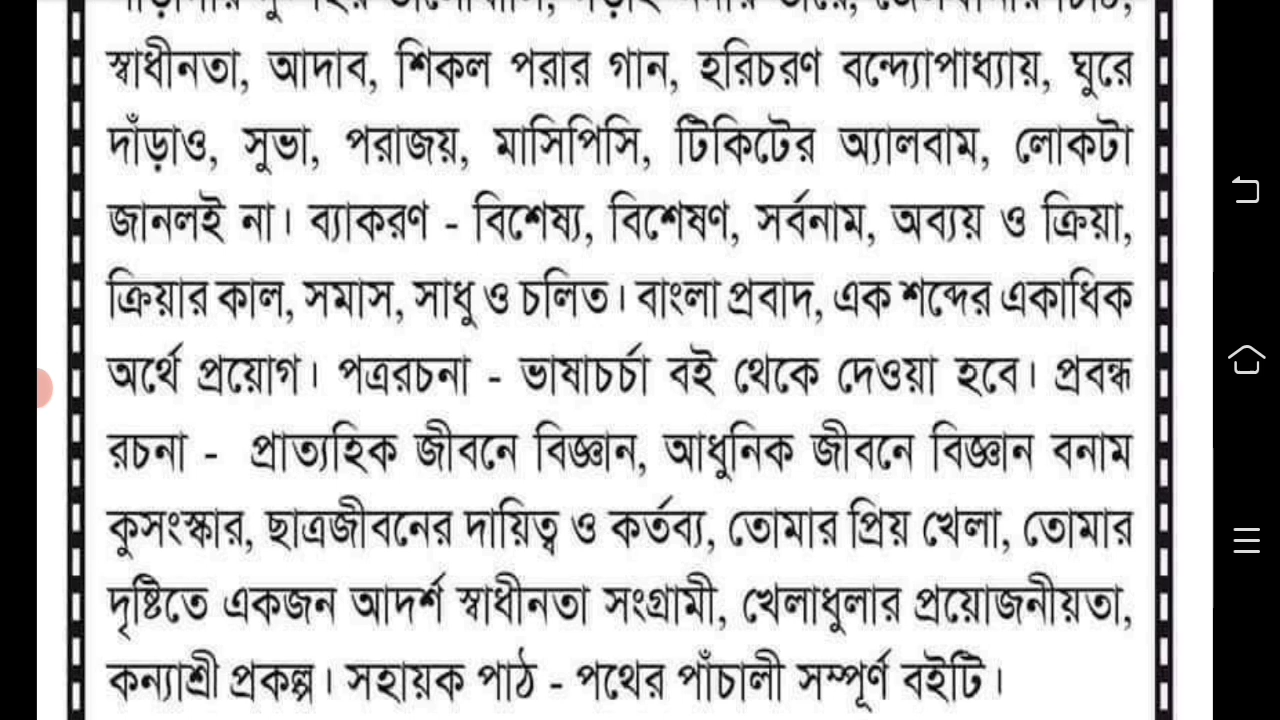 স্বাধীনতা, আদাব, শিকল পরার গান, হরিচরণ বন্দ্যোপাধ্যায়, ঘুরে
দাঁড়াও, সুভা, পরাজয়, মাসিপিসি, টিকিটের অ্যালবাম, লোকটা
জানলই না। ব্যাকরণ - বিশেষ্য, বিশেষণ, সর্বনাম, অব্যয় ও ক্রিয়া,
ক্রিয়ার কাল, সমাস, সাধু ও চলিত। বাংলা প্রবাদ, এক শব্দের একাধিক
অর্থে প্রয়োগ। পত্ররচনা - ভাষাচর্চা বই থেকে দেওয়া হবে। প্রবন্ধ
রচনা - প্রাত্যহিক জীবনে বিজ্ঞান, আধুনিক জীবনে বিজ্ঞান বনাম
কুসংস্কার, ছাত্রজীবনের দায়িত্ব ও কর্তব্য, তোমার প্রিয় খেলা, তোমার
দৃষ্টিতে একজন আদর্শ স্বাধীনতা সংগ্রামী, খেলাধুলার প্রয়োজনীয়তা,
কন্যাশ্রী প্রকল্প। সহায়ক পাঠ - পথের পাঁচালী সম্পূর্ণ বইটি।